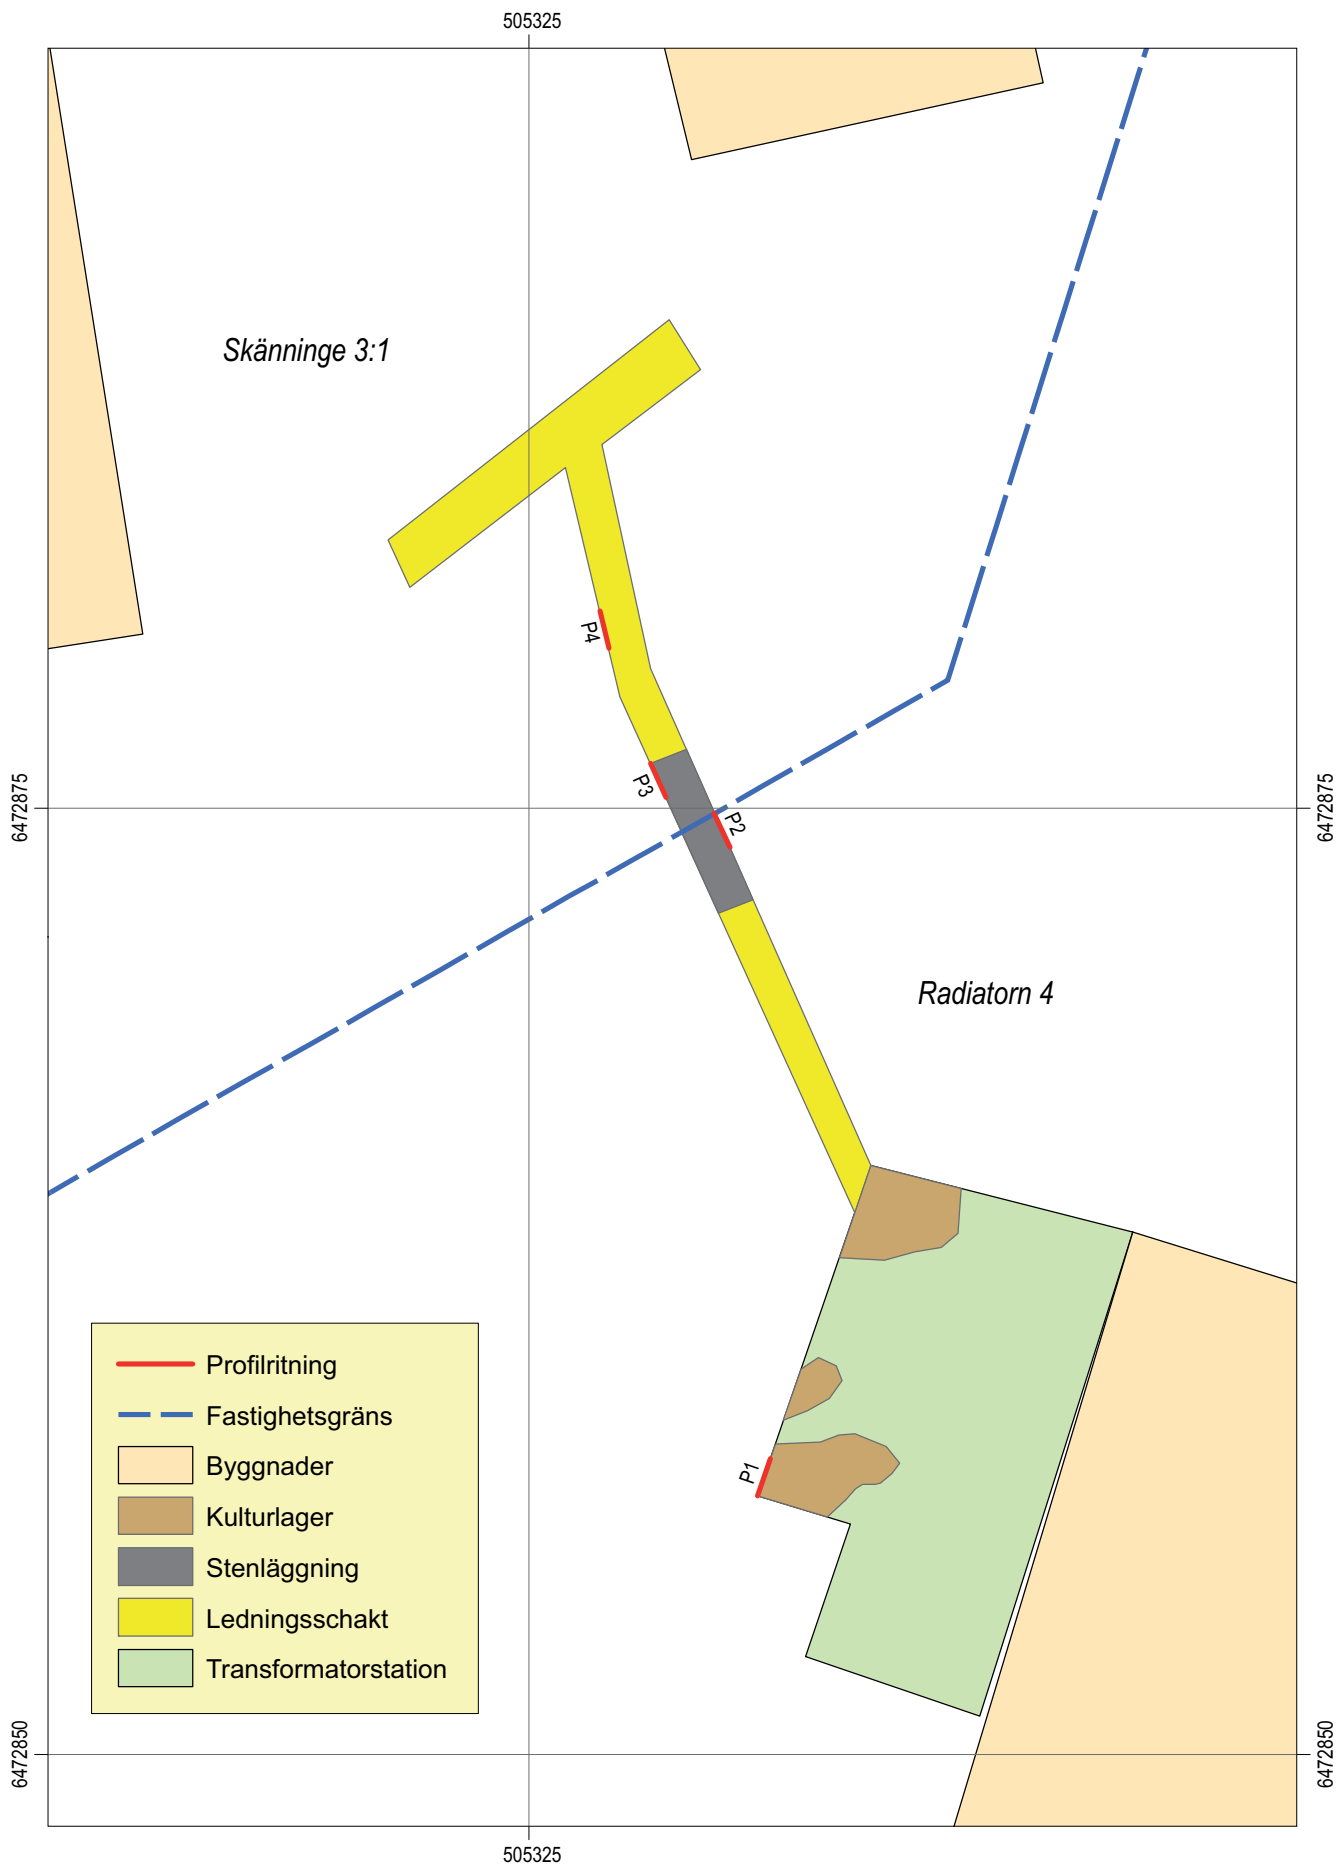 505325
Skänninge 3:1
P4
P3
6472875
6472875
P2
Radiatorn 4
P1
Profilritning
Fastighetsgräns
Byggnader
Kulturlager
Stenläggning
Ledningsschakt
Transformatorstation
6472850
6472850
505325